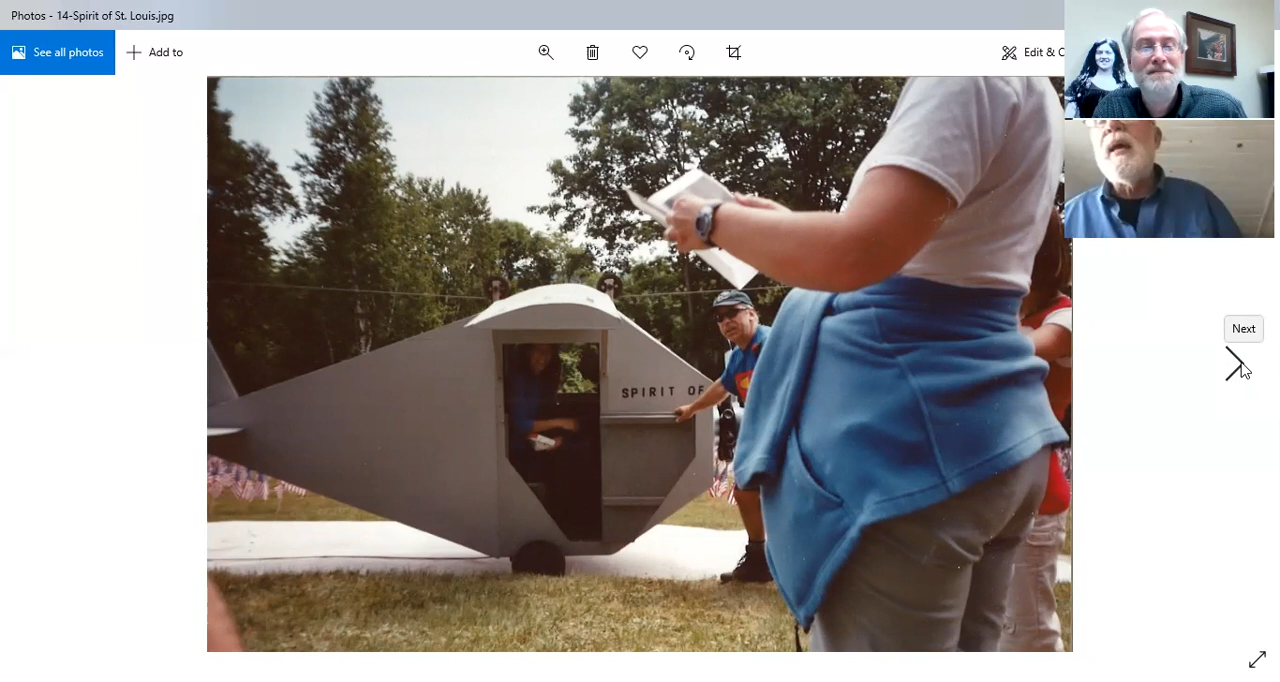 Photos - 14-Spirit of St. Louis.jpg
See all photos
Add to
Edit & C
Next
SPIRIT OF